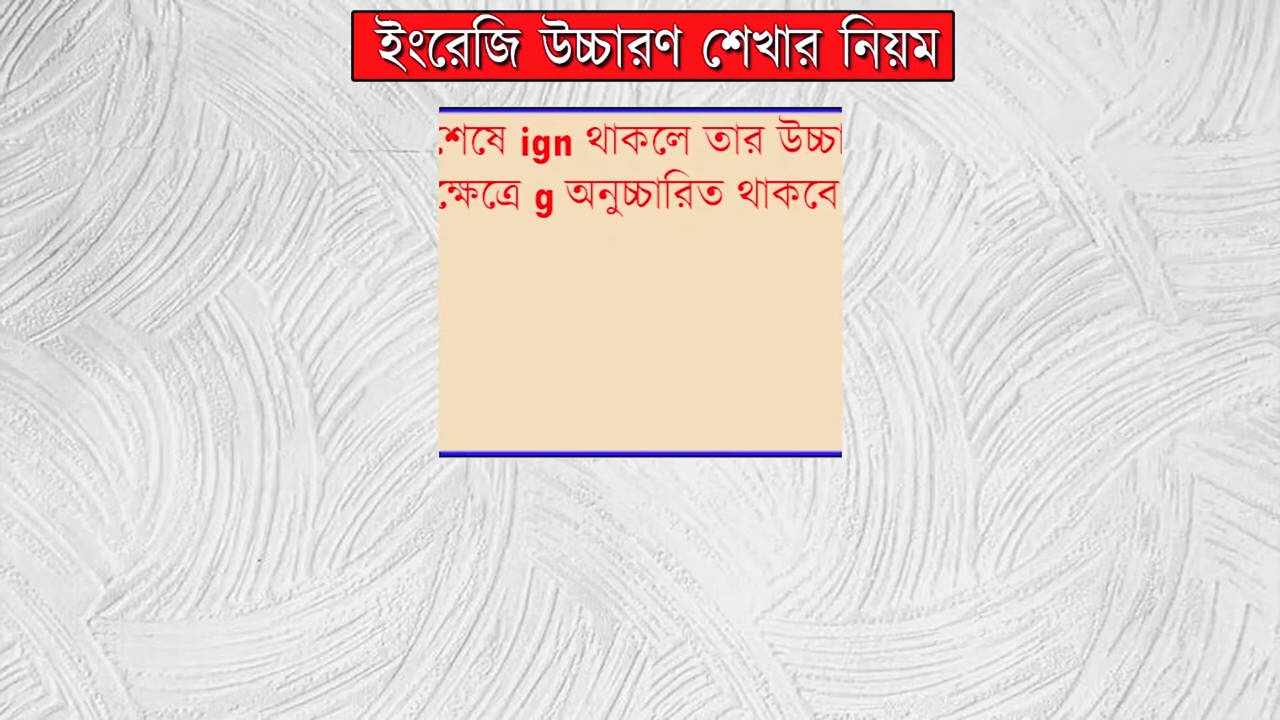 ইংরেজি উচ্চারণ শেখার নিয়ম
শেষে ign থাকলে তার
ক্ষেত্রে g অনুচ্চারিত থাকবে